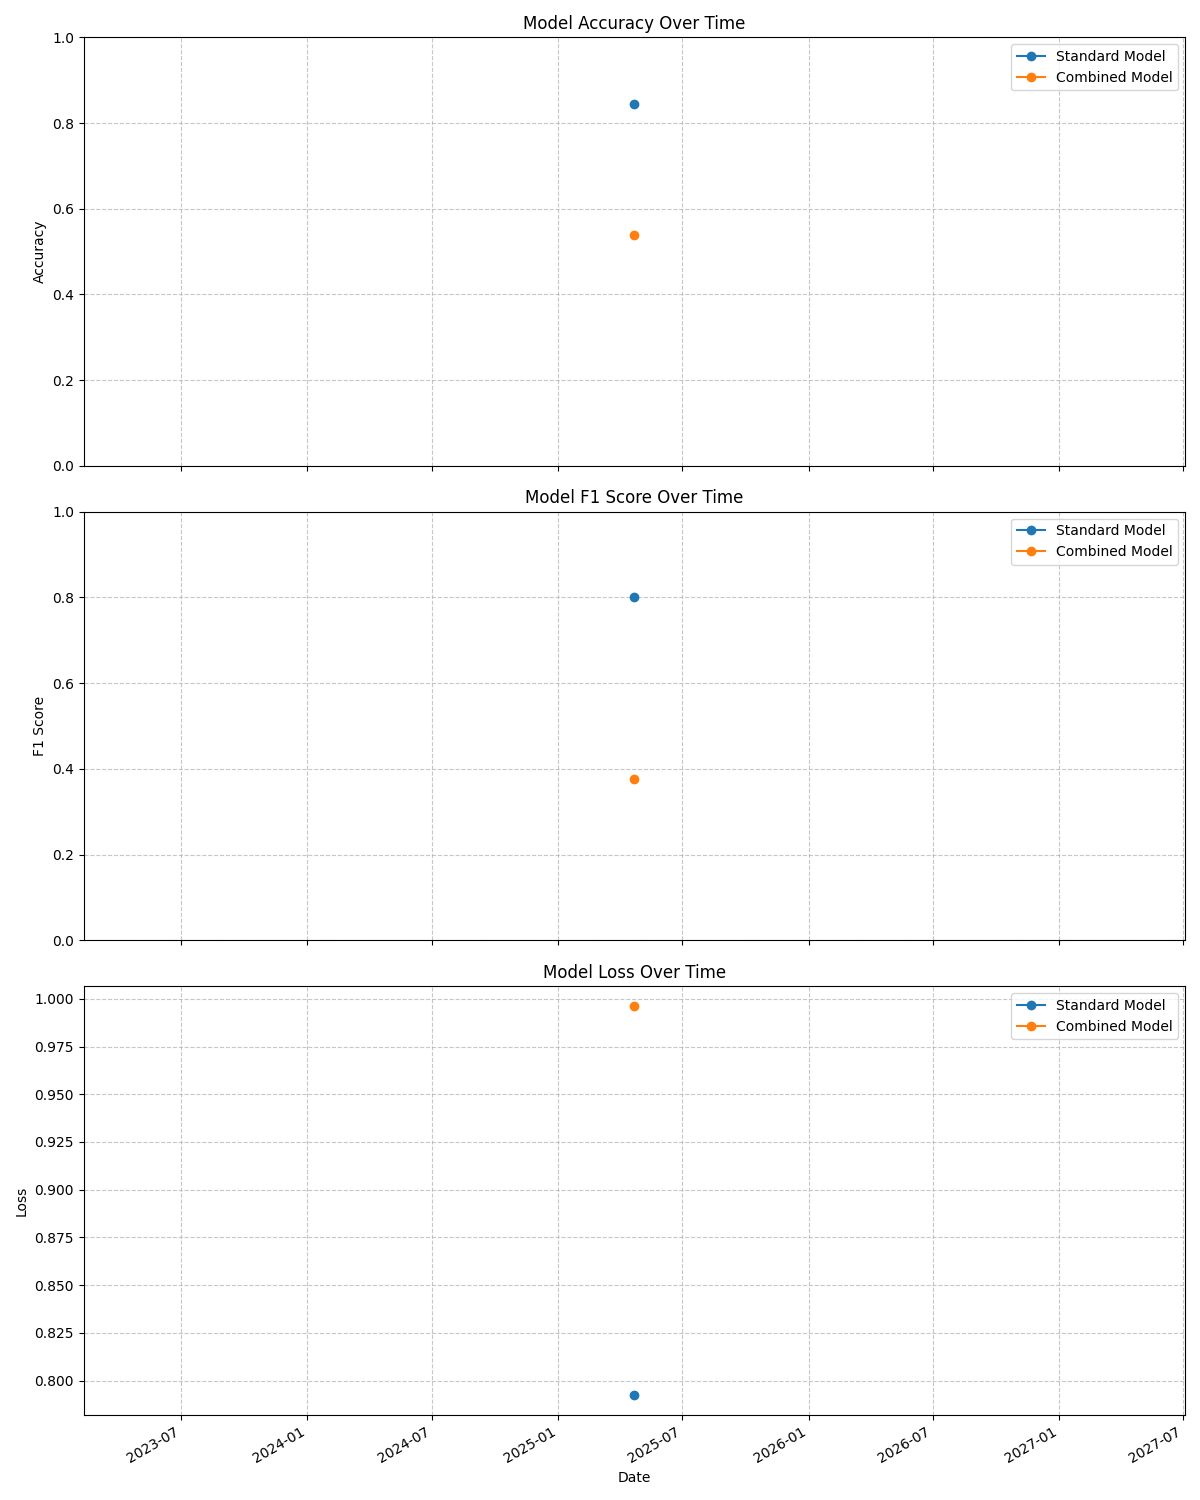 Model Accuracy Over Time
1.0
0.8
0.6
0.4
0.2
0.0
Accuracy
Standard Model
Combined Model
Model F1 Score Over Time
1.0
0.8
0.6
0.4
0.2
0.0
F1 Score
Standard Model
Combined Model
Model Loss Over Time
1.000
0.975
0.950
0.925
0.900
0.875
0.850
0.825
0.800
Loss
Standard Model
Combined Model
2023-07
2024-01
2024-07
2025-01
2025-07
2026-01
2026-07
2027-01
2027-07
Date